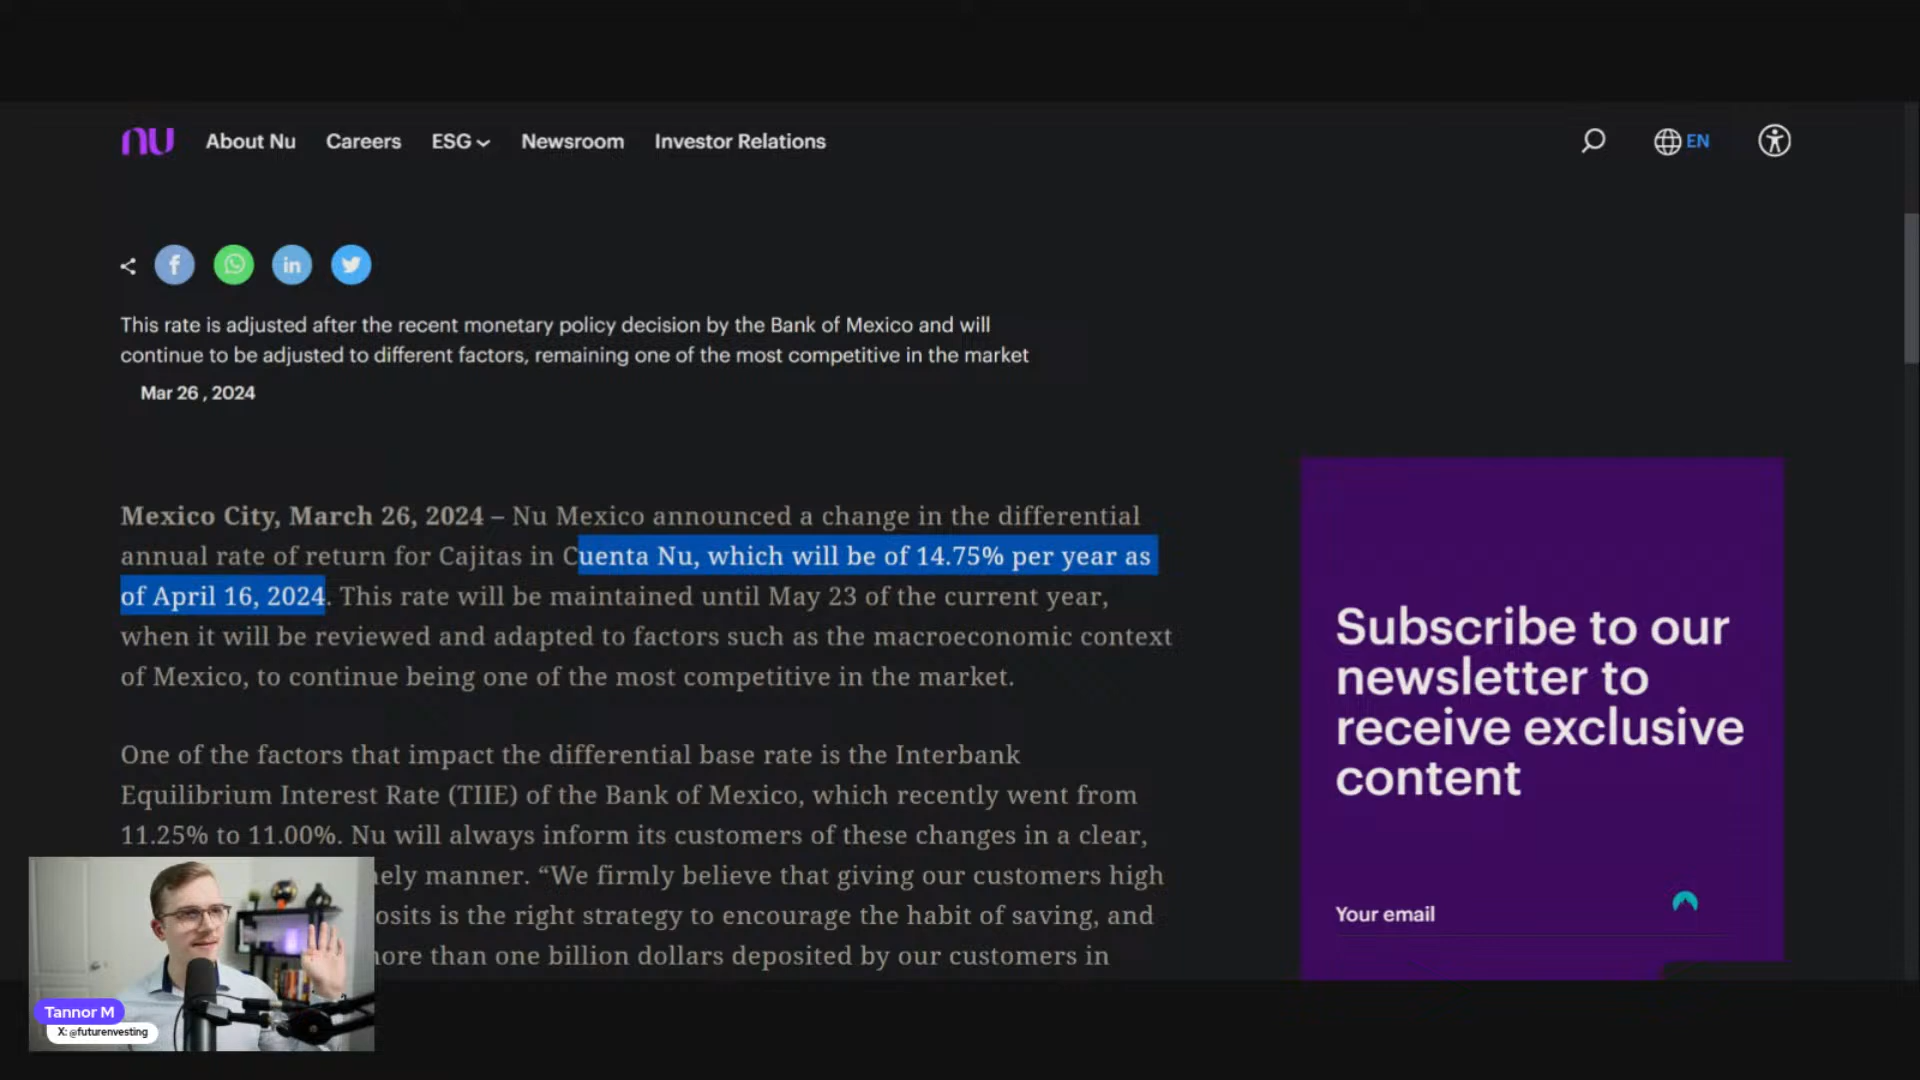 nu About Nu Careers ESG Newsroom Investor Relations EN
This rate is adjusted after the recent monetary policy decision by the Bank of Mexico and will
continue to be adjusted to different factors, remaining one of the most competitive in the market
Mar 26 , 2024
Mexico City, March 26, 2024 – Nu Mexico announced a change in the differential
annual rate of return for Cajitas in Cuenta Nu, which will be of 14.75% per year as
of April 16, 2024. This rate will be maintained until May 23 of the current year,
when it will be reviewed and adapted to factors such as the macroeconomic context
of Mexico, to continue being one of the most competitive in the market.
One of the factors that impact the differential base rate is the Interbank
Equilibrium Interest Rate (TIIE) of the Bank of Mexico, which recently went from
11.25% to 11.00%. Nu will always inform its customers of these changes in a clear,
ely manner. “We firmly believe that giving our customers high
osits is the right strategy to encourage the habit of saving, and
ore than one billion dollars deposited by our customers in
Subscribe to our
newsletter to
receive exclusive
content
Your email
Tannor M
X: @futurenvesting